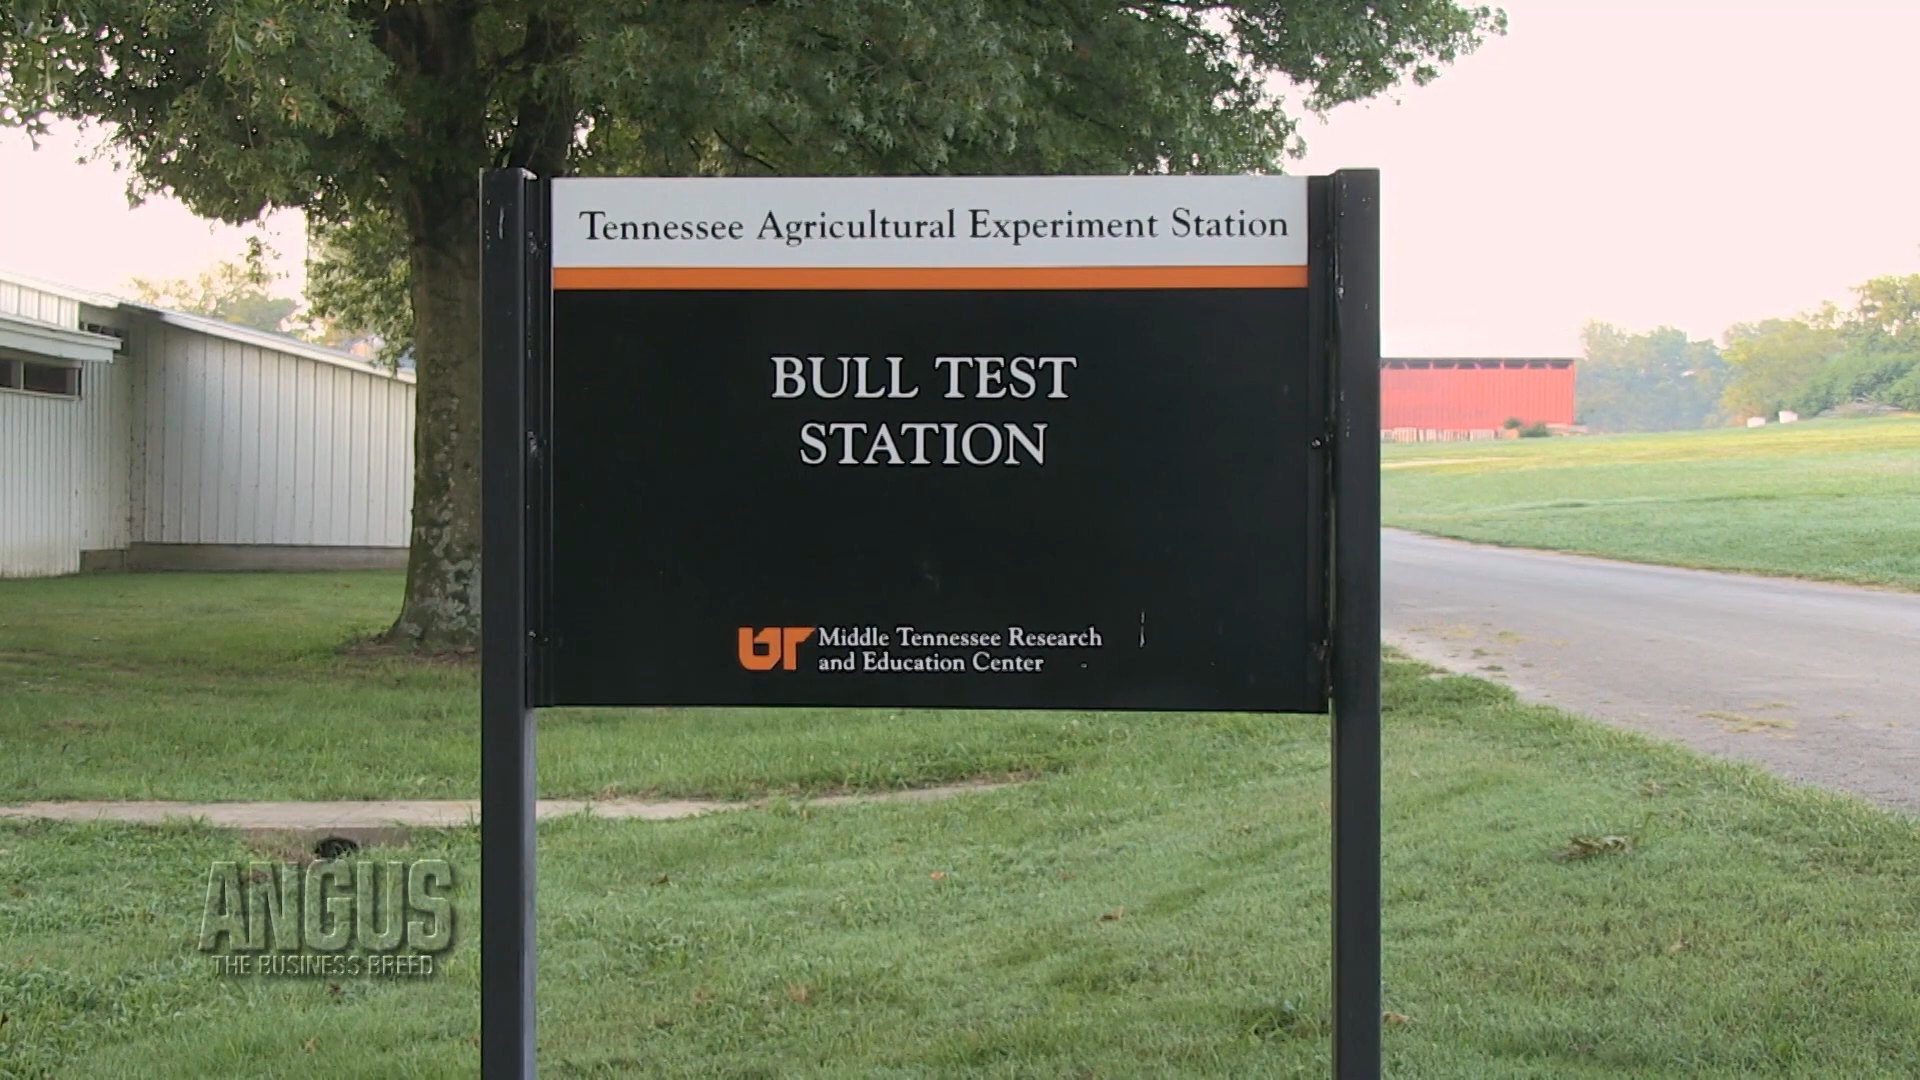 Tennessee Agricultural Experiment Station
BULL TEST
STATION
UT Middle Tennessee Research
and Education Center
ANGUS
THE BUSINESS BREED